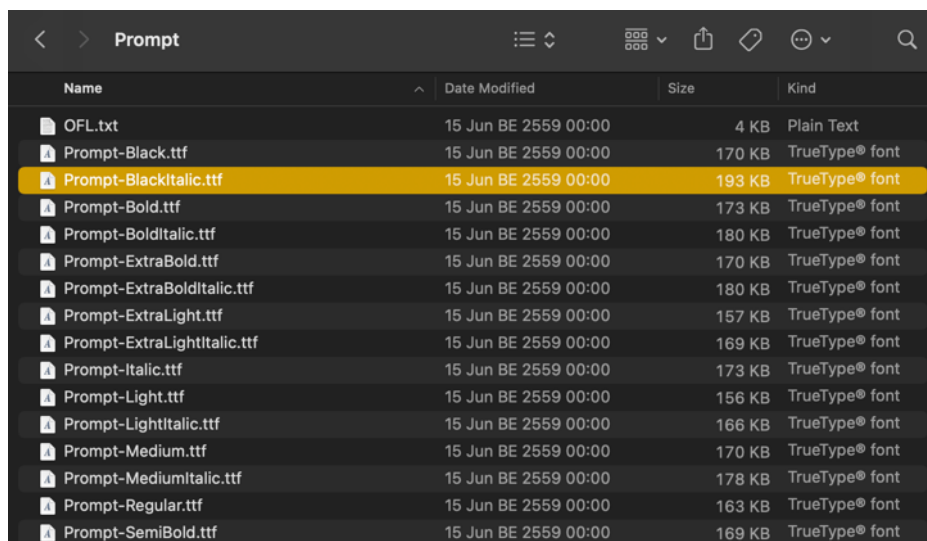 Prompt
Name Date Modified Size Kind
OFL.txt 15 Jun BE 2559 00:00 4 KB Plain Text
Prompt-Black.ttf 15 Jun BE 2559 00:00 170 KB TrueType® font
Prompt-BlackItalic.ttf 15 Jun BE 2559 00:00 193 KB TrueType® font
Prompt-Bold.ttf 15 Jun BE 2559 00:00 173 KB TrueType® font
Prompt-BoldItalic.ttf 15 Jun BE 2559 00:00 180 KB TrueType® font
Prompt-ExtraBold.ttf 15 Jun BE 2559 00:00 170 KB TrueType® font
Prompt-ExtraBoldItalic.ttf 15 Jun BE 2559 00:00 180 KB TrueType® font
Prompt-ExtraLight.ttf 15 Jun BE 2559 00:00 157 KB TrueType® font
Prompt-ExtraLightItalic.ttf 15 Jun BE 2559 00:00 169 KB TrueType® font
Prompt-Italic.ttf 15 Jun BE 2559 00:00 173 KB TrueType® font
Prompt-Light.ttf 15 Jun BE 2559 00:00 156 KB TrueType® font
Prompt-LightItalic.ttf 15 Jun BE 2559 00:00 166 KB TrueType® font
Prompt-Medium.ttf 15 Jun BE 2559 00:00 170 KB TrueType® font
Prompt-MediumItalic.ttf 15 Jun BE 2559 00:00 178 KB TrueType® font
Prompt-Regular.ttf 15 Jun BE 2559 00:00 163 KB TrueType® font
Prompt-SemiBold.ttf 15 Jun BE 2559 00:00 169 KB TrueType® font